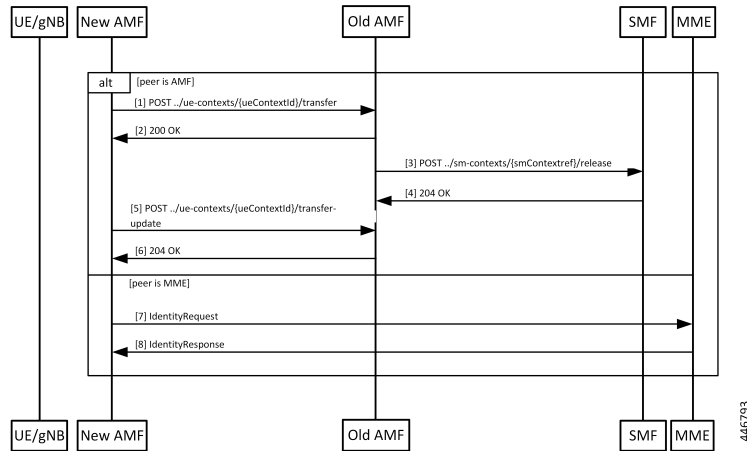 UE/gNB
New AMF
Old AMF
SMF
MME
alt
[peer is AMF]
[1] POST ../ue-contexts/{ueContextId}/transfer
[2] 200 OK
[3] POST ../sm-contexts/{smContextref}/release
[4] 204 OK
[5] POST ../ue-contexts/{ueContextId}/transfer-
update
[6] 204 OK
[peer is MME]
[7] IdentityRequest
[8] IdentityResponse
UE/gNB
New AMF
Old AMF
SMF
MME
446793